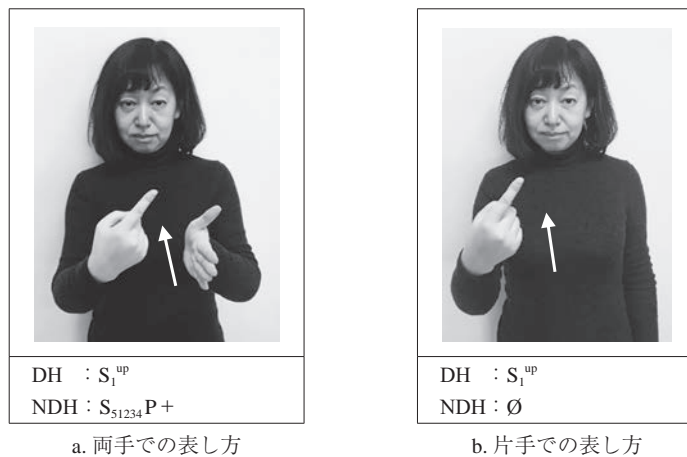 DH : S₁ᵘᵖ
NDH : S₅₁₂₃₄P +
a. 両手での表し方
DH : S₁ᵘᵖ
NDH : Ø
b. 片手での表し方